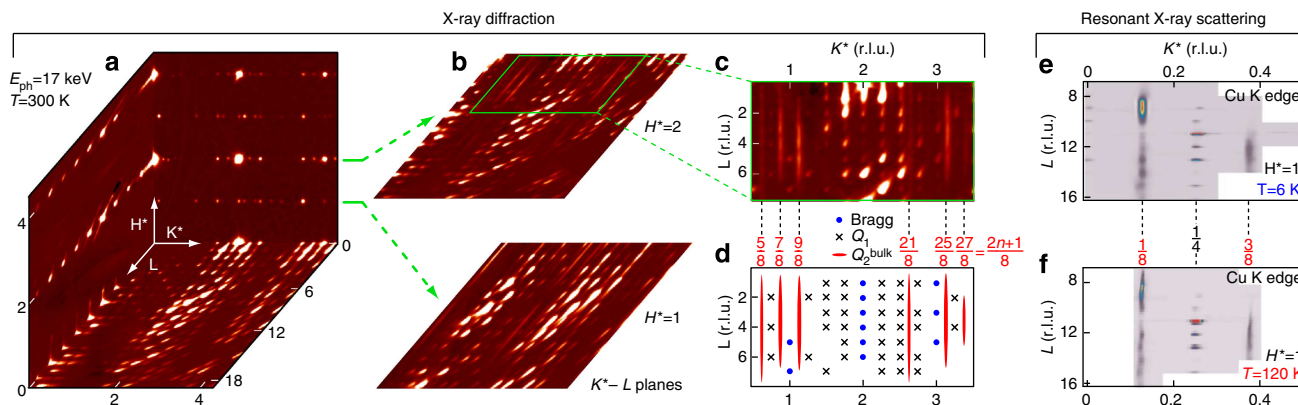 X-ray diffraction
Resonant X-ray scattering
a
E_ph=17 keV
T=300 K
H*
K*
L
4
2
0
2
4
0
6
12
18
b
H*=2
H*=1
K*– L planes
K* (r.l.u.)
c
1
2
3
L (r.l.u.)
2
4
6
Bragg
Q_1
Q_2^bulk
5/8
7/8
9/8
21/8
25/8
27/8 = 2n+1/8
d
L (r.l.u.)
2
4
6
1
2
3
K* (r.l.u.)
e
0
0.2
0.4
Cu K edge
L (r.l.u.)
8
12
16
H*=1
T=6 K
1/8
1/4
3/8
f
Cu K edge
L (r.l.u.)
8
12
16
H*=1
T=120 K
0
0.2
0.4